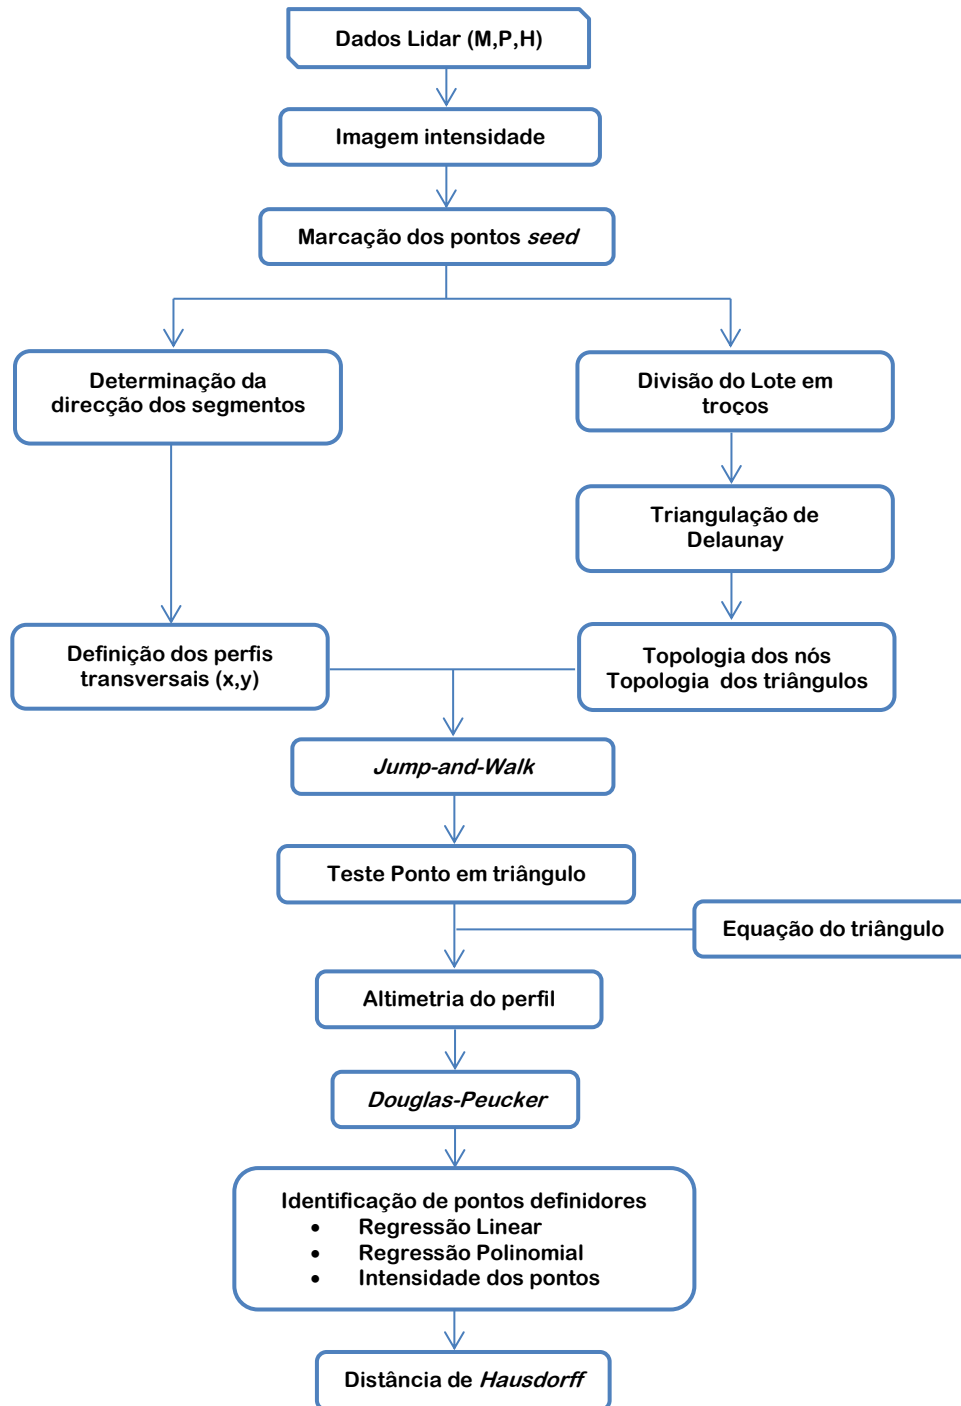 Dados Lidar (M,P,H)
Imagem intensidade
Marcação dos pontos seed
Determinação da
direcção dos segmentos
Divisão do Lote em
troços
Triangulação de
Delaunay
Definição dos perfis
transversais (x,y)
Topologia dos nós
Topologia dos triângulos
Jump-and-Walk
Teste Ponto em triângulo
Equação do triângulo
Altimetria do perfil
Douglas-Peucker
Identificação de pontos definidores
• Regressão Linear
• Regressão Polinomial
• Intensidade dos pontos
Distância de Hausdorff